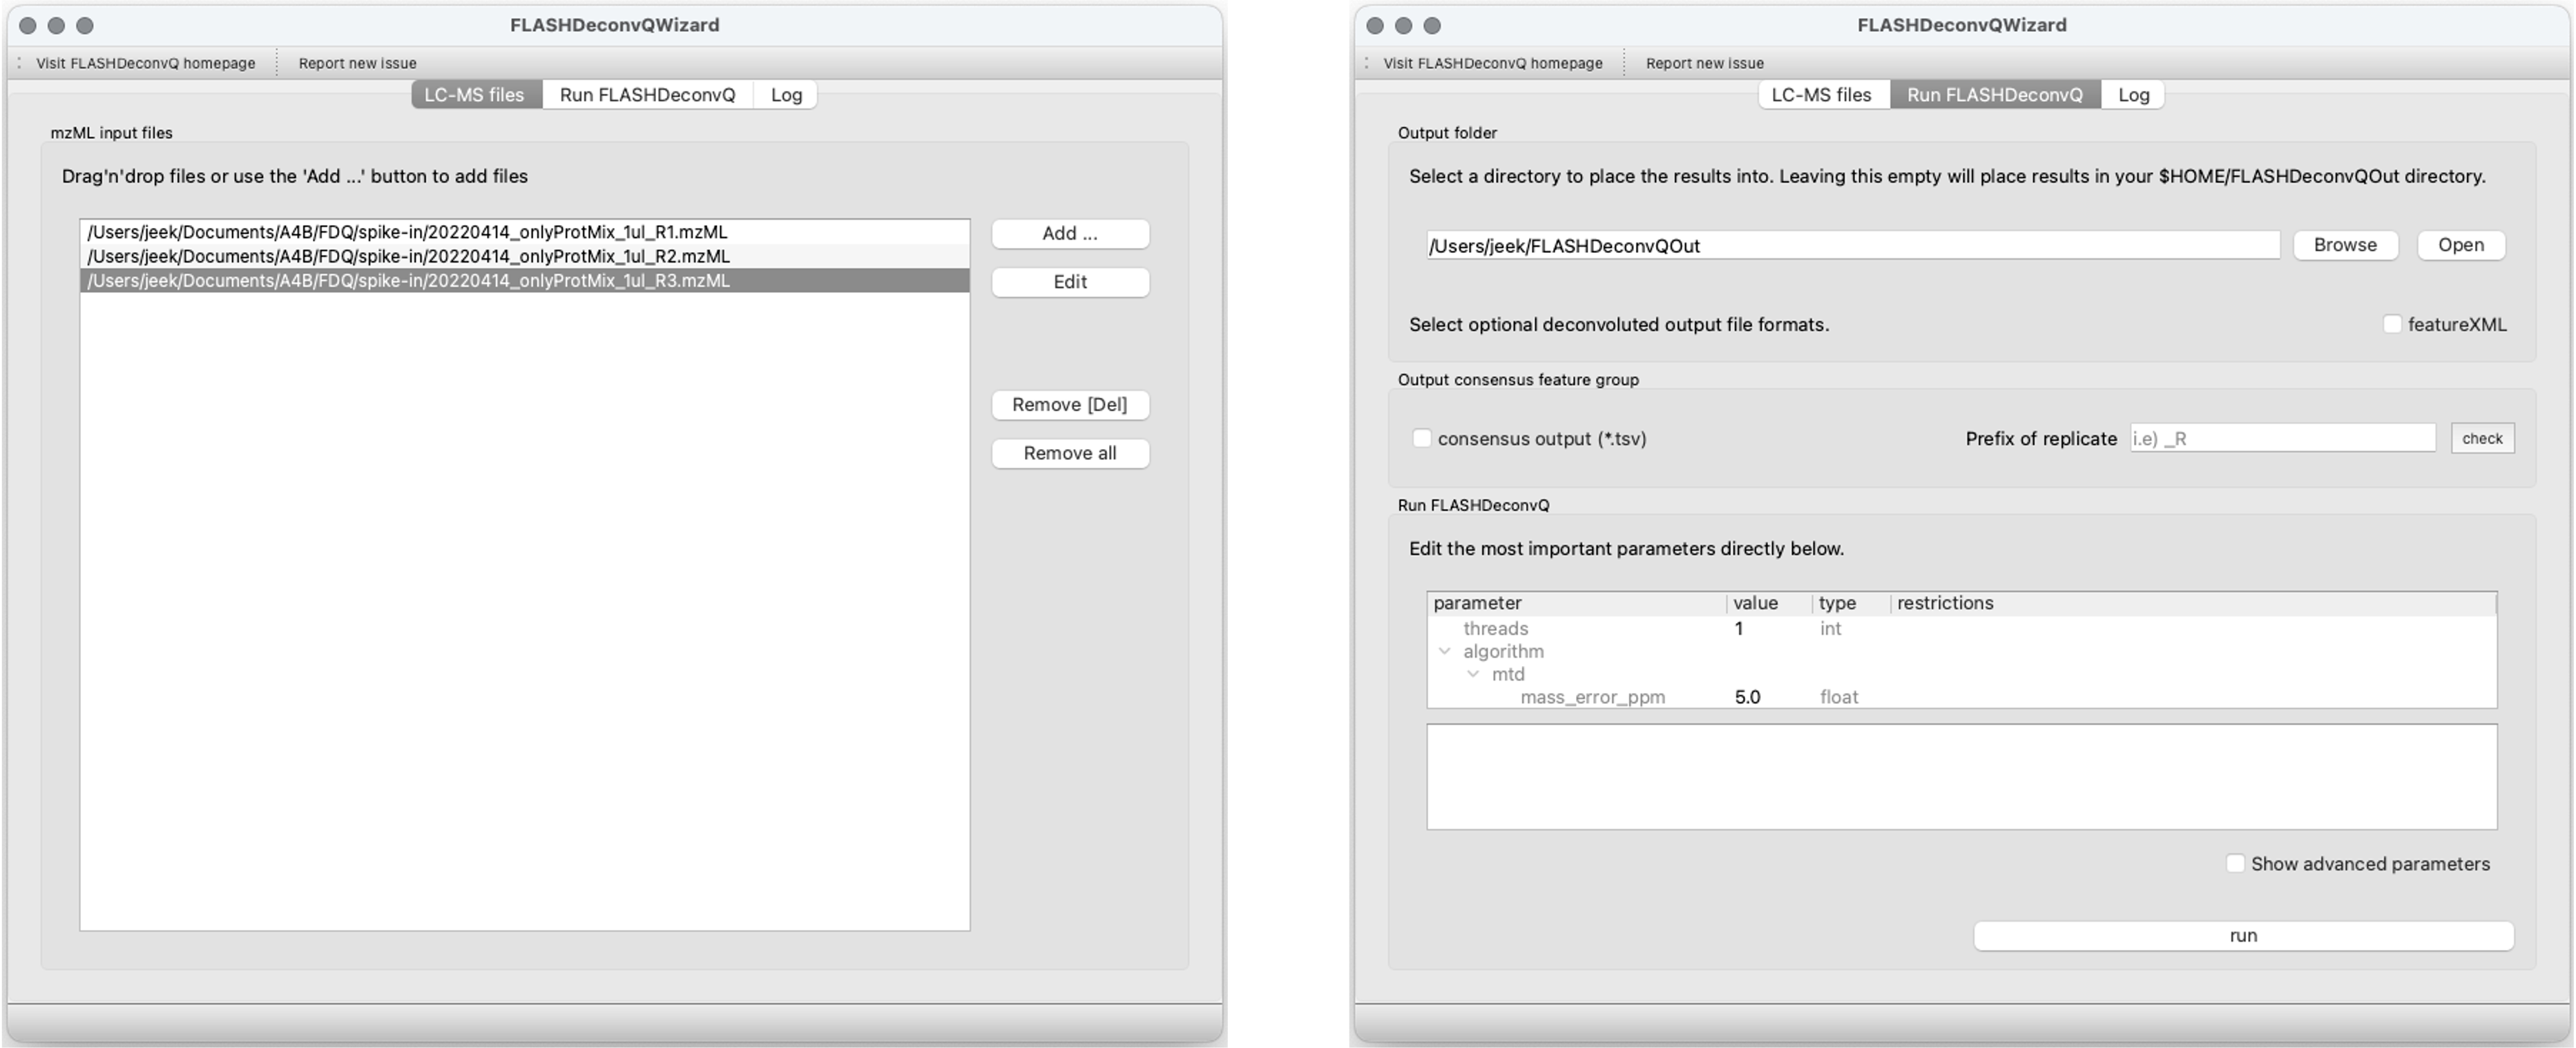 FLASHDeconvQWizard
Visit FLASHDeconvQ homepage Report new issue
LC-MS files Run FLASHDeconvQ Log
mzML input files
Drag'n'drop files or use the 'Add ...' button to add files
/Users/jeek/Documents/A4B/FDQ/spike-in/20220414_onlyProtMix_1ul_R1.mzML
/Users/jeek/Documents/A4B/FDQ/spike-in/20220414_onlyProtMix_1ul_R2.mzML
/Users/jeek/Documents/A4B/FDQ/spike-in/20220414_onlyProtMix_1ul_R3.mzML
Add ...
Edit
Remove [Del]
Remove all
FLASHDeconvQWizard
Visit FLASHDeconvQ homepage Report new issue
LC-MS files Run FLASHDeconvQ Log
Output folder
Select a directory to place the results into. Leaving this empty will place results in your $HOME/FLASHDeconvQOut directory.
/Users/jeek/FLASHDeconvQOut Browse Open
Select optional deconvoluted output file formats. featureXML
Output consensus feature group
consensus output (*.tsv) Prefix of replicate i.e) _R check
Run FLASHDeconvQ
Edit the most important parameters directly below.
parameter value type restrictions
threads 1 int
algorithm
mtd
mass_error_ppm 5.0 float
Show advanced parameters
run